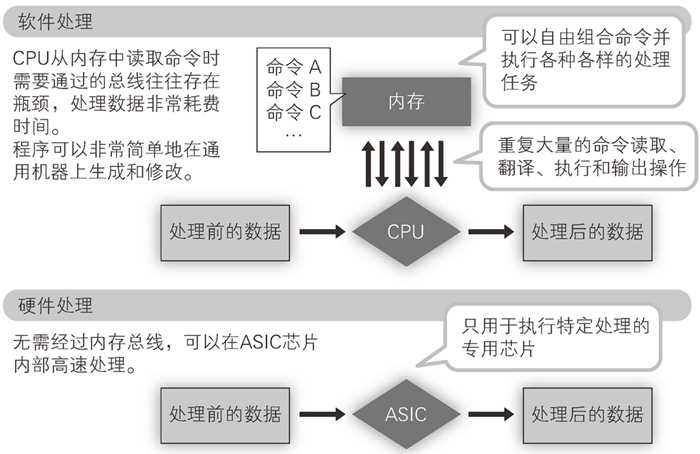 软件处理
CPU从内存中读取命令时
需要通过的总线往往存在
瓶颈，处理数据非常耗费
时间。
程序可以非常简单地在通
用机器上生成和修改。
命令 A
命令 B
命令 C
…
内存
可以自由组合命令并
执行各种各样的处理
任务
重复大量的命令读取、
翻译、执行和输出操作
处理前的数据
CPU
处理后的数据
硬件处理
无需经过内存总线，可以在ASIC芯片
内部高速处理。
只用于执行特定处理的
专用芯片
处理前的数据
ASIC
处理后的数据